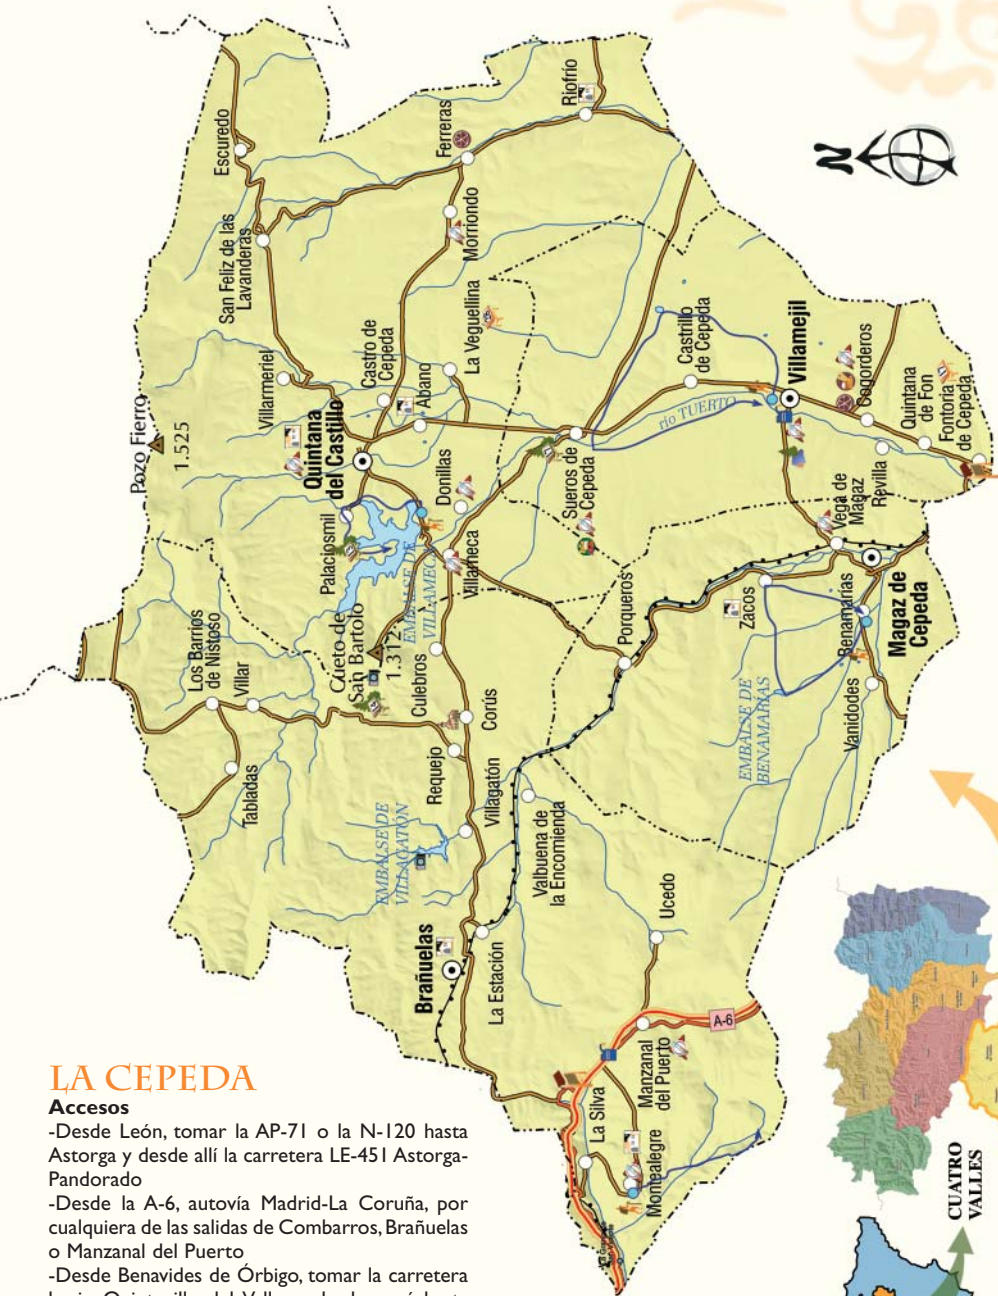 Escuredo
San Feliz de las
Lavanderas
Ferreras
Riofrío
N
Morriondo
Pozo Fierro
1.525
Villarmeriel
Castro de
Cepeda
La Veguellina
Abano
Quintana
del Castillo
Donillas
Palaciosmil
EMBALSE DE
VILLAMECA
Villameca
Sueros de
Cepeda
Castrillo
de Cepeda
río TUERTO
Villamejil
Cogorderos
Quintana
de Fon
Fontoria
de Cepeda
Revilla
Vega de
Magaz
Magaz de
Cepeda
Benamarías
Zacos
Porqueros
Vanidodes
EMBALSE DE
BENAMARÍAS
Los Barrios
de Nistoso
Villar
Tabladas
Cueto de
San Bartolo
1.312
Culebros
Corús
Requejo
Villagatón
EMBALSE DE
VILLAGATÓN
Valbuena de
la Encomienda
Ucedo
Brañuelas
La Estación
A-6
Manzanal
del Puerto
La Silva
Montealegre
CUATRO
VALLES
LA CEPEDA
Accesos
-Desde León, tomar la AP-71 o la N-120 hasta
Astorga y desde allí la carretera LE-451 Astorga-
Pandorado
-Desde la A-6, autovía Madrid-La Coruña, por
cualquiera de las salidas de Combarros, Brañuelas
o Manzanal del Puerto
-Desde Benavides de Órbigo, tomar la carretera